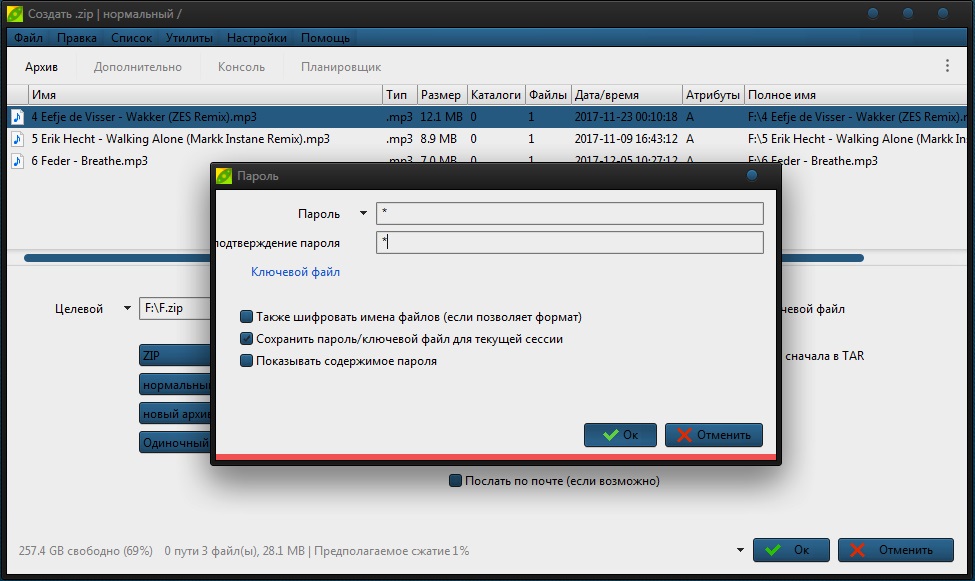 Создать .zip | нормальный /
Файл Правка Список Утилиты Настройки Помощь
Архив Дополнительно Консоль Планировщик
Имя Тип Размер Каталоги Файлы Дата/время Атрибуты Полное имя
4 Eefje de Visser - Wakker (ZES Remix).mp3 .mp3 12.1 MB 0 1 2017-11-23 00:10:18 A F:\4 Eefje de Visser - Wakker (ZES Remix).m
5 Erik Hecht - Walking Alone (Markk Instane Remix).mp3 .mp3 8.9 MB 0 1 2017-11-09 16:43:12 A F:\5 Erik Hecht - Walking Alone (Markk In
6 Feder - Breathe.mp3 .mp3 7.0 MB 0 1 2017-12-05 10:27:12 A F:\6 Feder - Breathe.mp3
Пароль
Пароль *
подтверждение пароля *
Ключевой файл
Также шифровать имена файлов (если позволяет формат)
Сохранить пароль/ключевой файл для текущей сессии
Показывать содержимое пароля
Ок Отменить
Целевой F:\F.zip чевой файл
ZIP сначала в TAR
нормальный
новый архи
Одиночный
Послать по почте (если возможно)
257.4 GB свободно (69%) 0 пути 3 файл(ы), 28.1 MB | Предполагаемое сжатие 1%
Ок Отменить